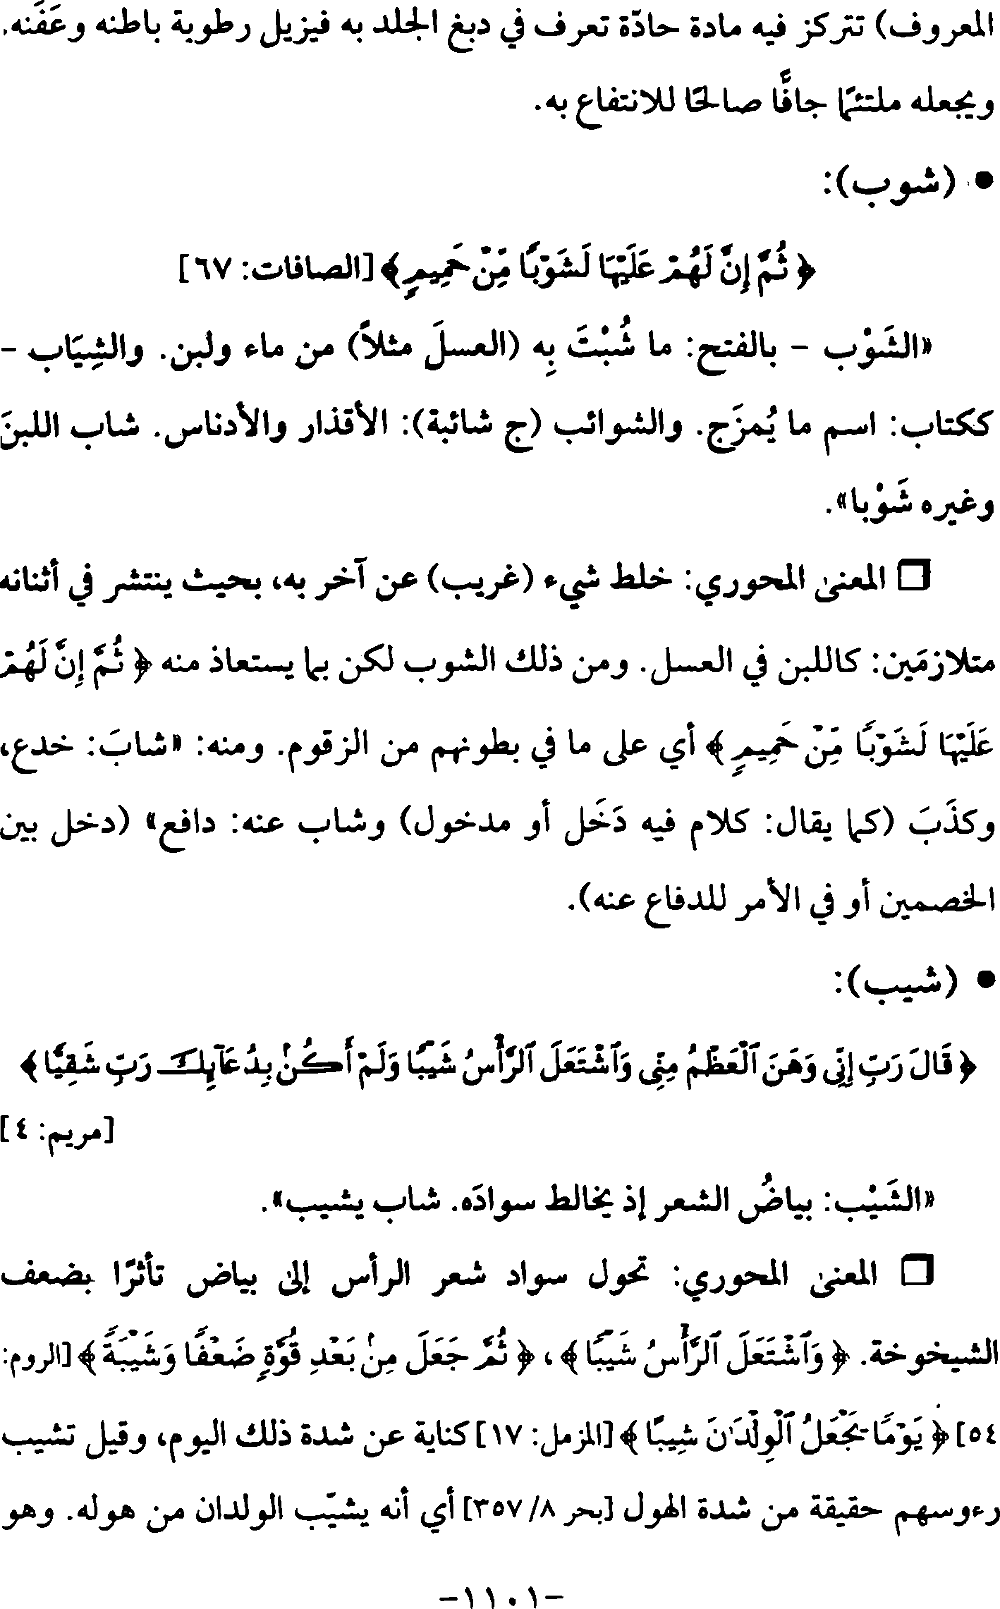 المعروف) تتركز فيه مادة حادّة تعرف في دبغ الجلد به فيزيل رطوبة باطنه وعَفَنه،
ويجعله ملتئمًا جافًّا صالحًا للانتفاع به.
• (شوب):
﴿ ثُمَّ إِنَّ لَهُمْ عَلَيْهَا لَشَوْبًا مِّنْ حَمِيمٍ ﴾ [الصافات: ٦٧]
«الشَوْب - بالفتح: ما شُبْتَ بِه (العسلَ مثلاً) من ماء ولبن. والشِيَاب -
ككتاب: اسم ما يُمزَج. والشوائب (ج شائبة): الأقذار والأدناس. شاب اللبنَ
وغيره شَوْبا».
❒ المعنىٰ المحوري: خلط شيء (غريب) عن آخر به، بحيث ينتشر في أثنائه
متلازمَين: كاللبن في العسل. ومن ذلك الشوب لكن بما يستعاذ منه ﴿ ثُمَّ إِنَّ لَهُمْ
عَلَيْهَا لَشَوْبًا مِّنْ حَمِيمٍ ﴾ أي على ما في بطونهم من الزقوم. ومنه: «شابَ: خدع،
وكذَبَ (كما يقال: كلام فيه دَخَل أو مدخول) وشاب عنه: دافع» (دخل بين
الخصمين أو في الأمر للدفاع عنه).
• (شيب):
﴿ قَالَ رَبِّ إِنِّي وَهَنَ ٱلْعَظْمُ مِنِّي وَٱشْتَعَلَ ٱلرَّأْسُ شَيْبًا وَلَمْ أَكُنۢ بِدُعَآئِكَ رَبِّ شَقِيًّا ﴾
[مريم: ٤]
«الشَيْب: بياضُ الشعر إذ يخالط سوادَه. شاب يشيب».
❒ المعنىٰ المحوري: تحول سواد شعر الرأس إلىٰ بياض تأثرًا بضعف
الشيخوخة. ﴿ وَٱشْتَعَلَ ٱلرَّأْسُ شَيْبًا ﴾، ﴿ ثُمَّ جَعَلَ مِنۢ بَعْدِ قُوَّةٍ ضَعْفًا وَشَيْبَةً ﴾ [الروم:
٥٤] ﴿ يَوْمًا يَجْعَلُ ٱلْوِلْدَٰنَ شِيبًا ﴾ [المزمل: ١٧] كناية عن شدة ذلك اليوم، وقيل تشيب
رءوسهم حقيقة من شدة الهول [بحر ٨/ ٣٥٧] أي أنه يشيّب الولدان من هوله. وهو
-١١٠١-